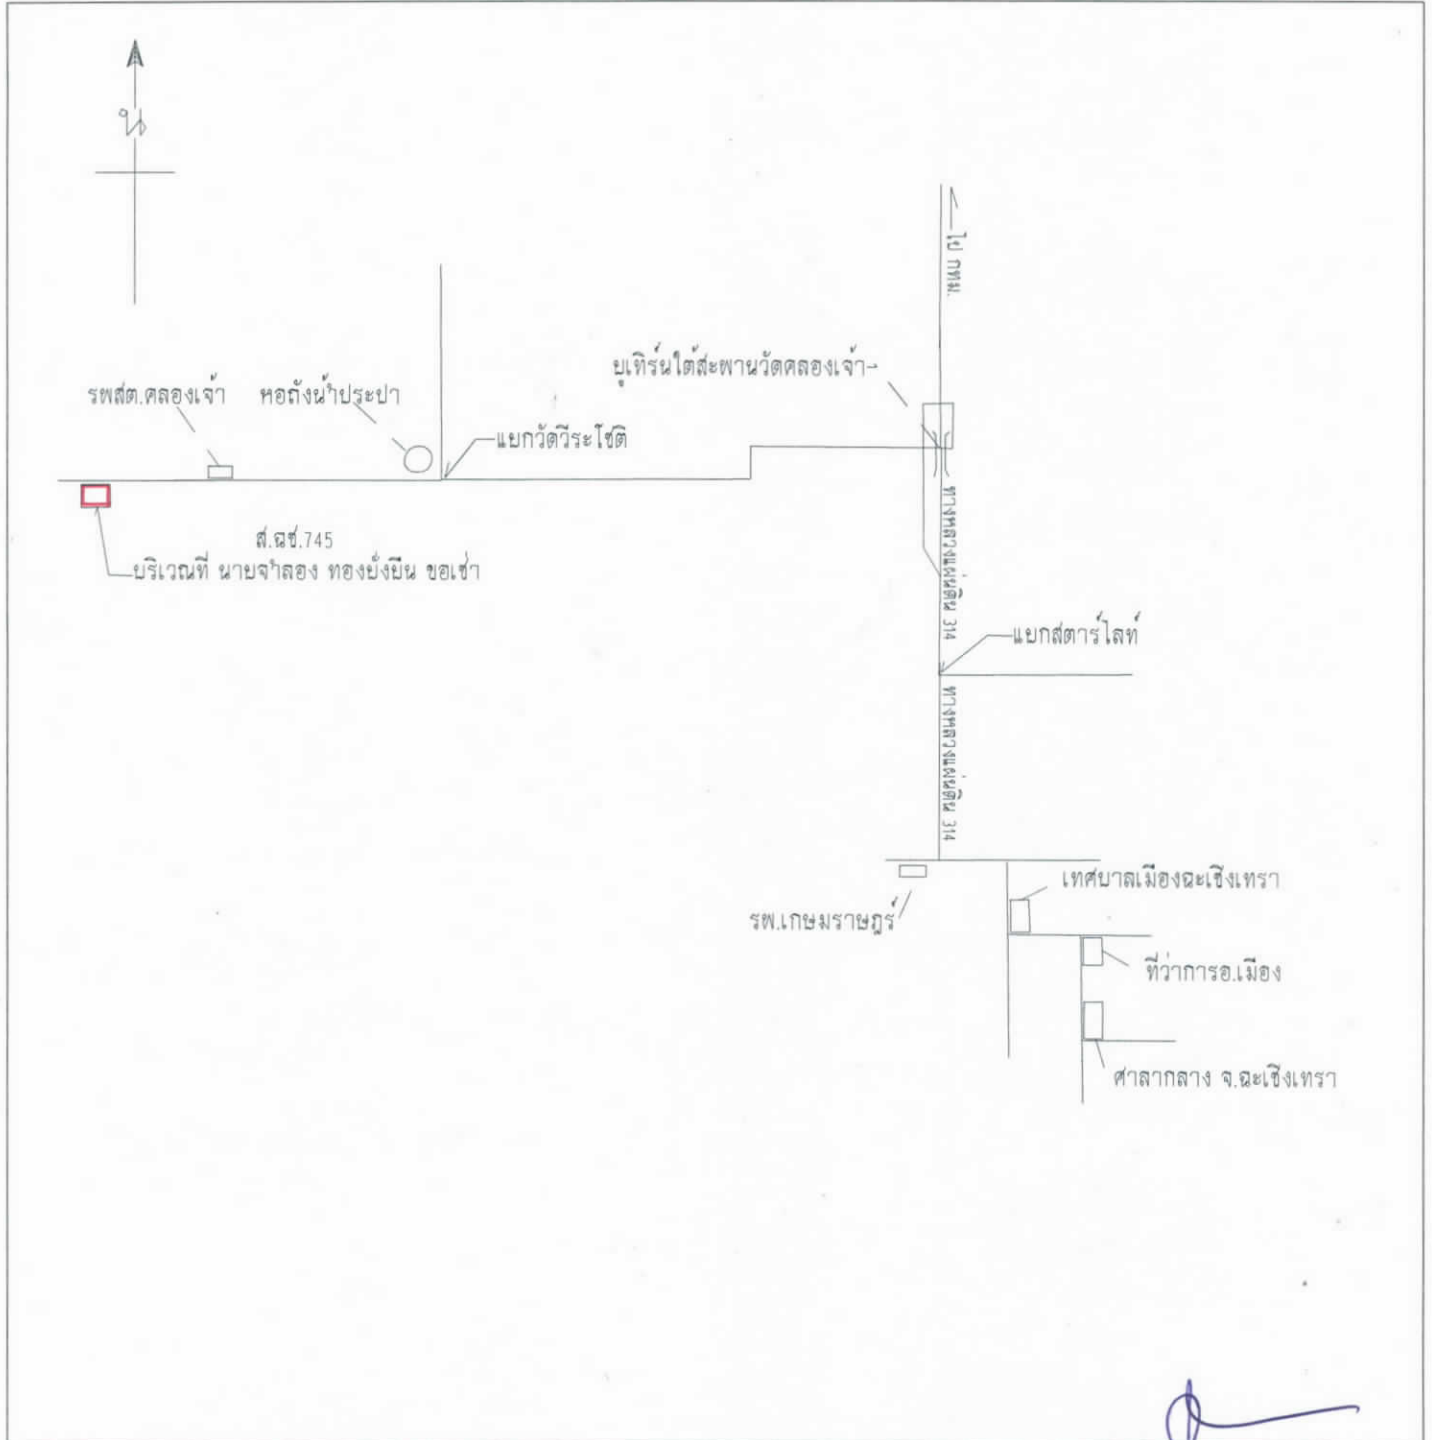 น
ไป กทม.
ยูเทิร์นใต้สะพานวัดคลองเจ้า
รพสต.คลองเจ้า
หอถังน้ำประปา
แยกวัดวีระโชติ
ทางหลวงแผ่นดิน 314
ส.ฉช.745
บริเวณที่ นายจำลอง ทองยั่งยืน ขอเช่า
แยกสตาร์ไลท์
ทางหลวงแผ่นดิน 314
เทศบาลเมืองฉะเชิงเทรา
รพ.เกษมราษฎร์
ที่ว่าการอ.เมือง
ศาลากลาง จ.ฉะเชิงเทรา